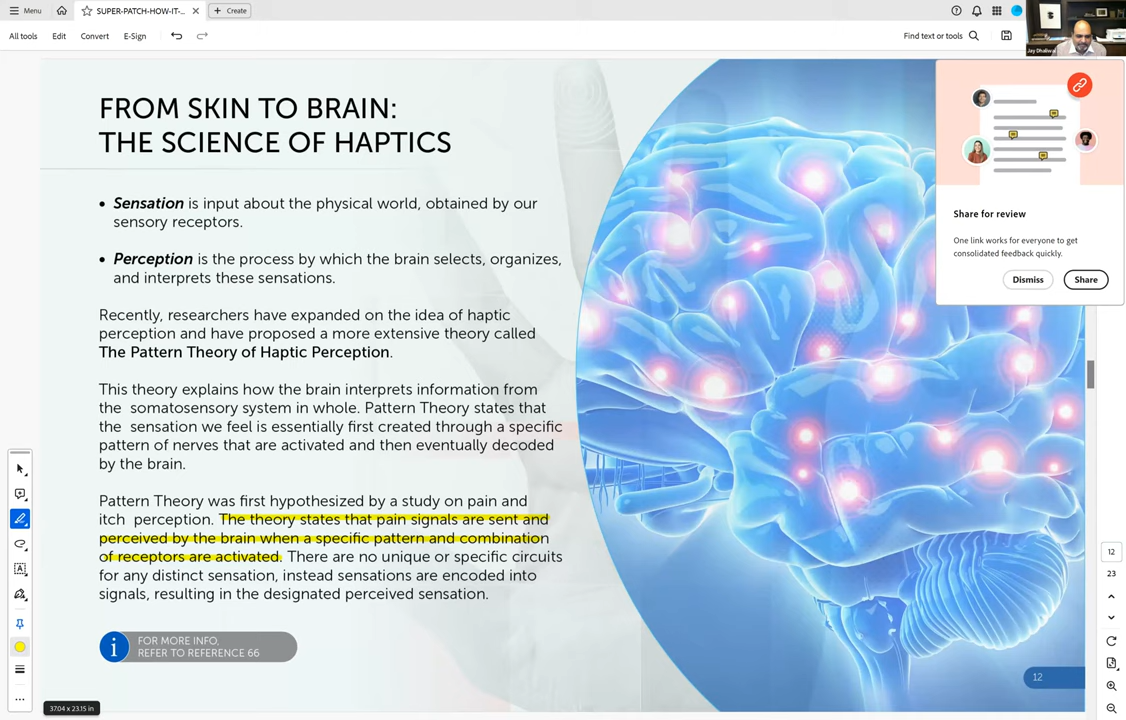 Menu
SUPER-PATCH-HOW-IT-...
Create
All tools
Edit
Convert
E-Sign
Find text or tools
Jay Dhaliwal
FROM SKIN TO BRAIN:
THE SCIENCE OF HAPTICS
• Sensation is input about the physical world, obtained by our
sensory receptors.
• Perception is the process by which the brain selects, organizes,
and interprets these sensations.
Recently, researchers have expanded on the idea of haptic
perception and have proposed a more extensive theory called
The Pattern Theory of Haptic Perception.
This theory explains how the brain interprets information from
the somatosensory system in whole. Pattern Theory states that
the sensation we feel is essentially first created through a specific
pattern of nerves that are activated and then eventually decoded
by the brain.
Pattern Theory was first hypothesized by a study on pain and
itch perception. The theory states that pain signals are sent and
perceived by the brain when a specific pattern and combination
of receptors are activated. There are no unique or specific circuits
for any distinct sensation, instead sensations are encoded into
signals, resulting in the designated perceived sensation.
i
FOR MORE INFO,
REFER TO REFERENCE 66
12
Share for review
One link works for everyone to get
consolidated feedback quickly.
Dismiss
Share
12
23
37.04 x 23.15 in